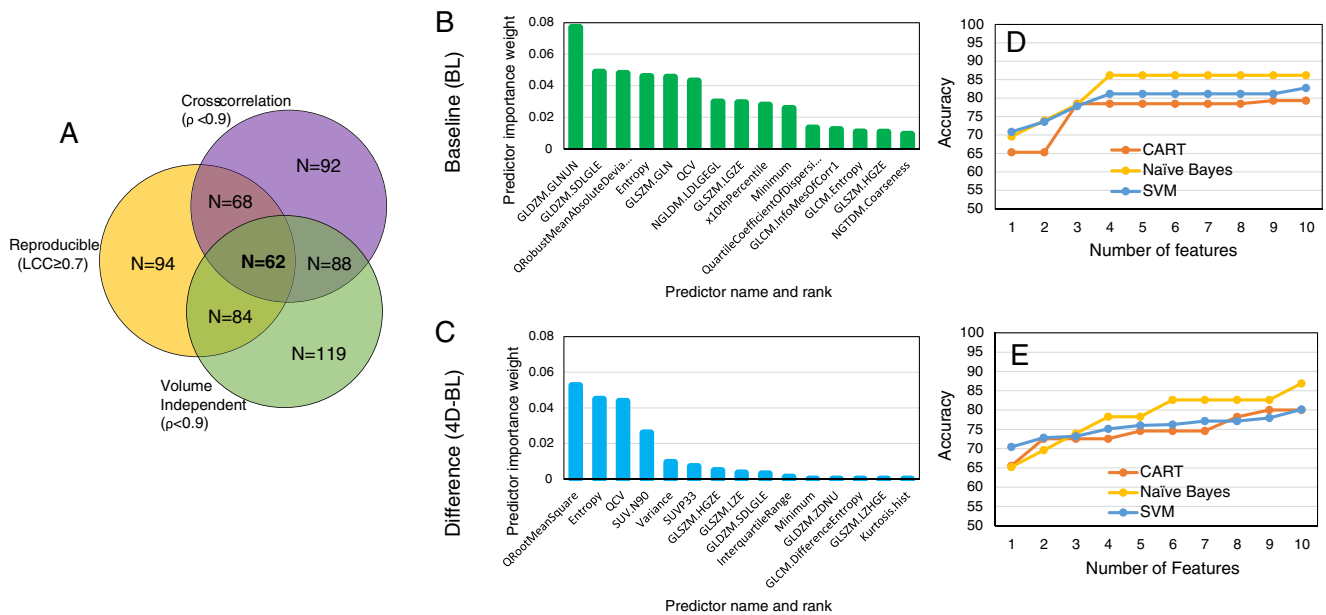 A
Crosscorrelation
(ρ <0.9)
N=92
N=68
Reproducible
(LCC≥0.7)
N=94
N=62
N=88
N=84
N=119
Volume
Independent
(ρ<0.9)
B
Baseline (BL)
Predictor importance weight
0.08
0.06
0.04
0.02
0
GLDZM.GLNUN
GLDZM.SDLGLE
QRobustMeanAbsoluteDevia...
Entropy
GLSZM.GLN
QCV
NGLDM.LDLGEGL
GLSZM.LGZE
x10thPercentile
Minimum
QuartileCoefficientOfDispersi...
GLCM.InfoMesOfCorr1
GLCM.Entropy
GLSZM.HGZE
NGTDM.Coarseness
Predictor name and rank
C
Difference (4D-BL)
Predictor importance weight
0.08
0.06
0.04
0.02
0
QRootMeanSquare
Entropy
QCV
SUV.N90
Variance
SUVP33
GLSZM.HGZE
GLSZM.LZE
GLDZM.SDLGLE
InterquartileRange
Minimum
GLDZM.ZDNU
GLCM.DifferenceEntropy
GLSZM.LZHGE
Kurtosis.hist
Predictor name and rank
D
Accuracy
100
95
90
85
80
75
70
65
60
55
50
CART
Naïve Bayes
SVM
1 2 3 4 5 6 7 8 9 10
Number of features
E
Accuracy
100
95
90
85
80
75
70
65
60
55
50
CART
Naïve Bayes
SVM
1 2 3 4 5 6 7 8 9 10
Number of Features